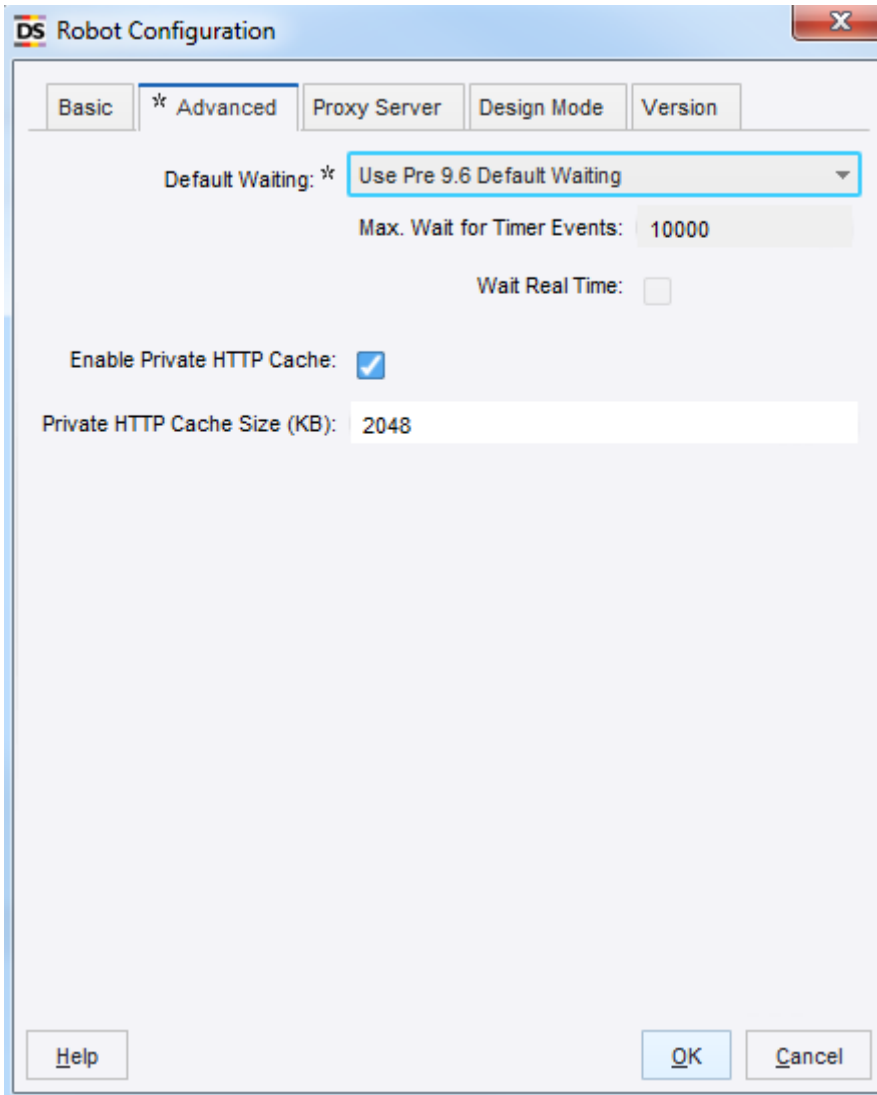 DS Robot Configuration
Basic * Advanced Proxy Server Design Mode Version
Default Waiting: * Use Pre 9.6 Default Waiting
Max. Wait for Timer Events: 10000
Wait Real Time:
Enable Private HTTP Cache:
Private HTTP Cache Size (KB): 2048
Help OK Cancel